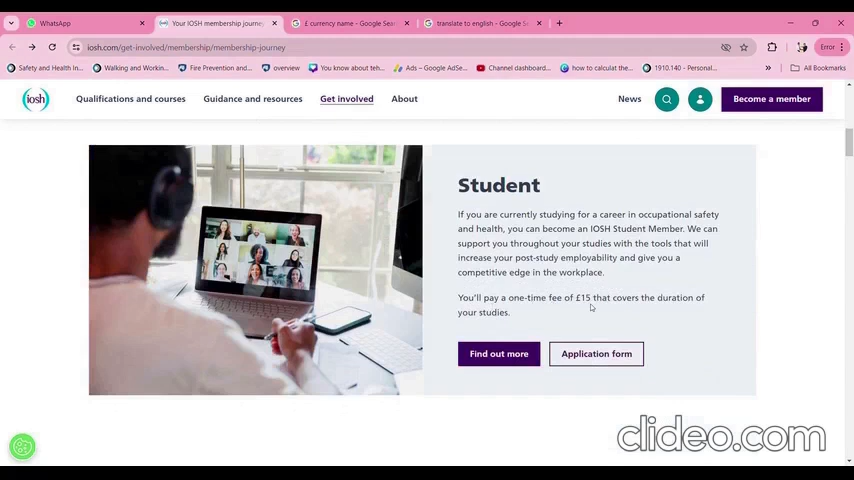 WhatsApp
Your IOSH membership journey
£ currency name - Google Sea
translate to english - Google Se
iosh.com/get-involved/membership/membership-journey
Error
Safety and Health In...
Walking and Workin...
Fire Prevention and...
overview
You know about teh...
Ads – Google AdSe...
Channel dashboard...
how to calculat the...
1910.140 - Personal...
»
All Bookmarks
iosh
Qualifications and courses
Guidance and resources
Get involved
About
News
Become a member
Student
If you are currently studying for a career in occupational safety
and health, you can become an IOSH Student Member. We can
support you throughout your studies with the tools that will
increase your post-study employability and give you a
competitive edge in the workplace.
You'll pay a one-time fee of £15 that covers the duration of
your studies.
Find out more
Application form
clideo.com